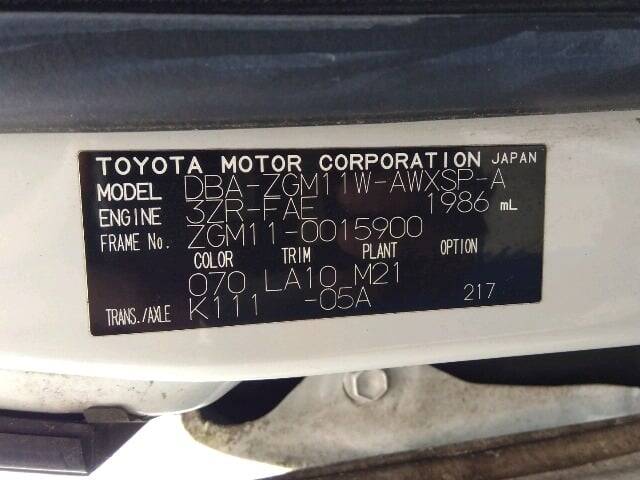 TOYOTA MOTOR CORPORATION JAPAN
MODEL DBA-ZGM11W-AWXSP-A
ENGINE 3ZR-FAE 1986 mL
FRAME No. ZGM11-0015900
COLOR TRIM PLANT OPTION
070 LA10 M21
TRANS./AXLE K111 -05A 217